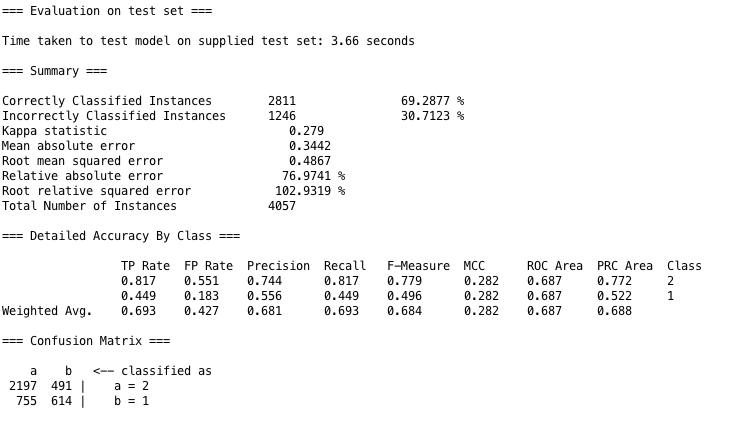 === Evaluation on test set ===
Time taken to test model on supplied test set: 3.66 seconds
=== Summary ===
Correctly Classified Instances 2811 69.2877 %
Incorrectly Classified Instances 1246 30.7123 %
Kappa statistic 0.279
Mean absolute error 0.3442
Root mean squared error 0.4867
Relative absolute error 76.9741 %
Root relative squared error 102.9319 %
Total Number of Instances 4057
=== Detailed Accuracy By Class ===
TP Rate FP Rate Precision Recall F-Measure MCC ROC Area PRC Area Class
0.817 0.551 0.744 0.817 0.779 0.282 0.687 0.772 2
0.449 0.183 0.556 0.449 0.496 0.282 0.687 0.522 1
Weighted Avg. 0.693 0.427 0.681 0.693 0.684 0.282 0.687 0.688
=== Confusion Matrix ===
a b <-- classified as
2197 491 | a = 2
755 614 | b = 1